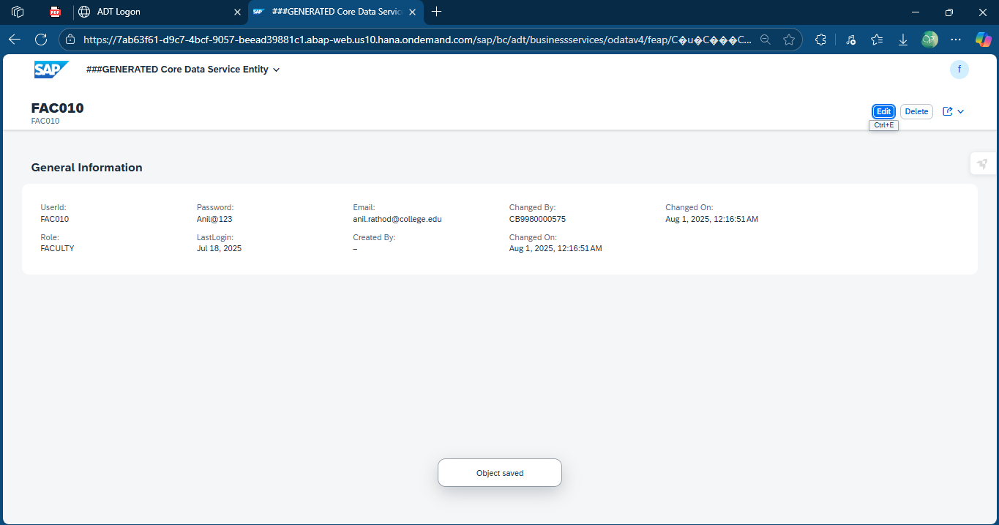 ADT Logon
###GENERATED Core Data Servic
https://7ab63f61-d9c7-4bcf-9057-beead39881c1.abap-web.us10.hana.ondemand.com/sap/bc/adt/businessservices/odatav4/feap/C�u�C���C...
SAP ###GENERATED Core Data Service Entity
f
FAC010
FAC010
Edit Delete
Ctrl+E
General Information
UserId: Password: Email: Changed By: Changed On:
FAC010 Anil@123 anil.rathod@college.edu CB9980000575 Aug 1, 2025, 12:16:51 AM
Role: LastLogin: Created By: Changed On:
FACULTY Jul 18, 2025 – Aug 1, 2025, 12:16:51 AM
Object saved